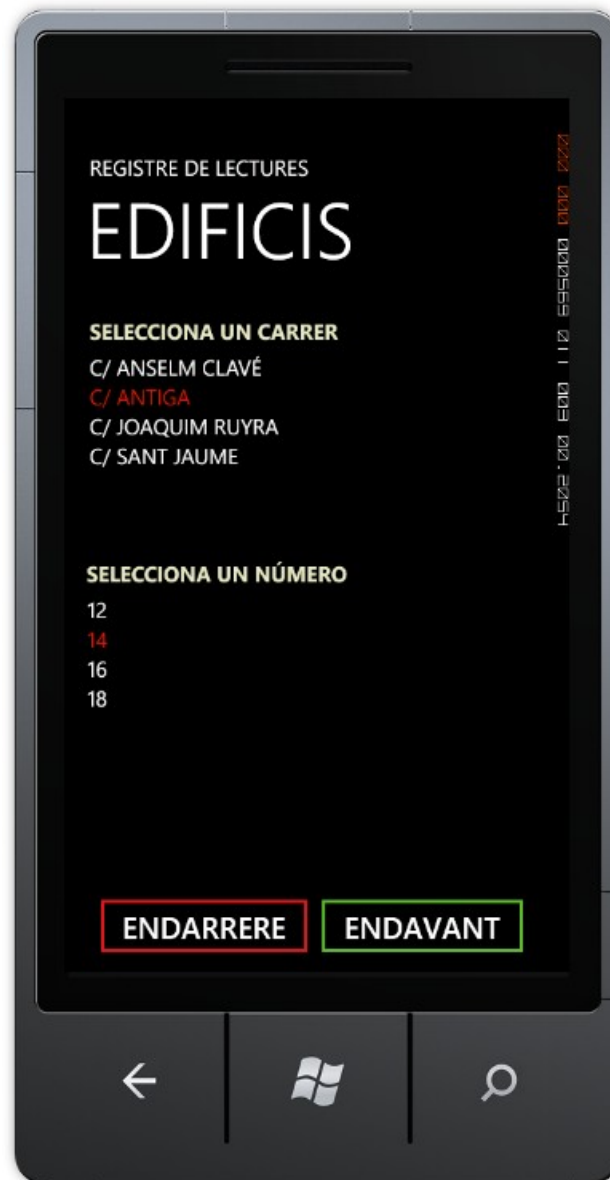 REGISTRE DE LECTURES
EDIFICIS
SELECCIONA UN CARRER
C/ ANSELM CLAVÉ
C/ ANTIGA
C/ JOAQUIM RUYRA
C/ SANT JAUME
SELECCIONA UN NÚMERO
12
14
16
18
ENDARRERE
ENDAVANT